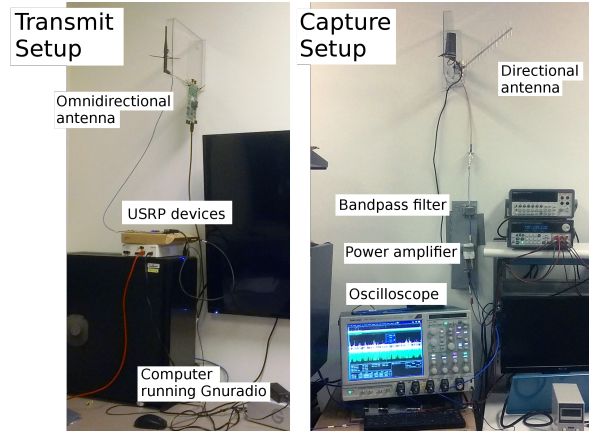 Transmit
Setup
Omnidirectional
antenna
USRP devices
Computer
running Gnuradio
Capture
Setup
Directional
antenna
Bandpass filter
Power amplifier
Oscilloscope